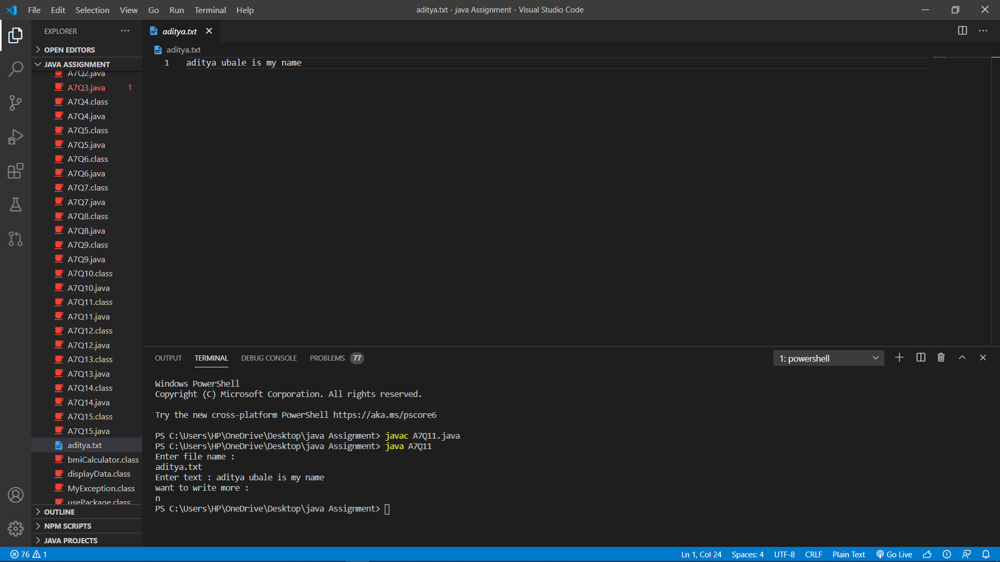 File Edit Selection View Go Run Terminal Help
aditya.txt - java Assignment - Visual Studio Code
EXPLORER
OPEN EDITORS
JAVA ASSIGNMENT
A7Q2.java
A7Q3.java 1
A7Q4.class
A7Q4.java
A7Q5.class
A7Q5.java
A7Q6.class
A7Q6.java
A7Q7.class
A7Q7.java
A7Q8.class
A7Q8.java
A7Q9.class
A7Q9.java
A7Q10.class
A7Q10.java
A7Q11.class
A7Q11.java
A7Q12.class
A7Q12.java
A7Q13.class
A7Q13.java
A7Q14.class
A7Q14.java
A7Q15.class
A7Q15.java
aditya.txt
bmiCalculator.class
displayData.class
MyException.class
usePackage.class
OUTLINE
NPM SCRIPTS
JAVA PROJECTS
aditya.txt
aditya.txt
1 aditya ubale is my name
OUTPUT TERMINAL DEBUG CONSOLE PROBLEMS 77
1: powershell
Windows PowerShell
Copyright (C) Microsoft Corporation. All rights reserved.
Try the new cross-platform PowerShell https://aka.ms/pscore6
PS C:\Users\HP\OneDrive\Desktop\java Assignment> javac A7Q11.java
PS C:\Users\HP\OneDrive\Desktop\java Assignment> java A7Q11
Enter file name :
aditya.txt
Enter text : aditya ubale is my name
want to write more :
n
PS C:\Users\HP\OneDrive\Desktop\java Assignment>
76 1
Ln 1, Col 24 Spaces: 4 UTF-8 CRLF Plain Text Go Live